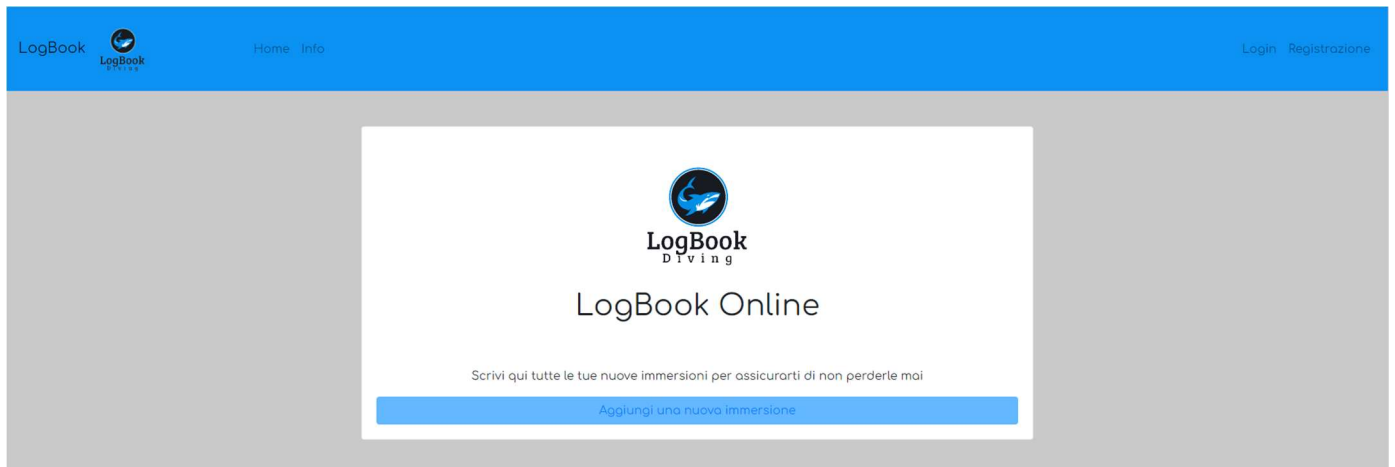 LogBook
LogBook
Diving
Home Info
Login Registrazione
LogBook
Diving
LogBook Online
Scrivi qui tutte le tue nuove immersioni per assicurarti di non perderle mai
Aggiungi una nuova immersione